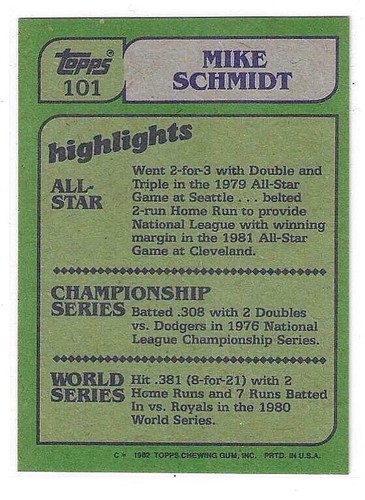 topps
101
MIKE
SCHMIDT
highlights
ALL-
STAR
Went 2-for-3 with Double and
Triple in the 1979 All-Star
Game at Seattle . . . belted
2-run Home Run to provide
National League with winning
margin in the 1981 All-Star
Game at Cleveland.
CHAMPIONSHIP
SERIES
Batted .308 with 2 Doubles
vs. Dodgers in 1976 National
League Championship Series.
WORLD
SERIES
Hit .381 (8-for-21) with 2
Home Runs and 7 Runs Batted
In vs. Royals in the 1980
World Series.
C * 1982 TOPPS CHEWING GUM, INC. PRTD. IN U.S.A.